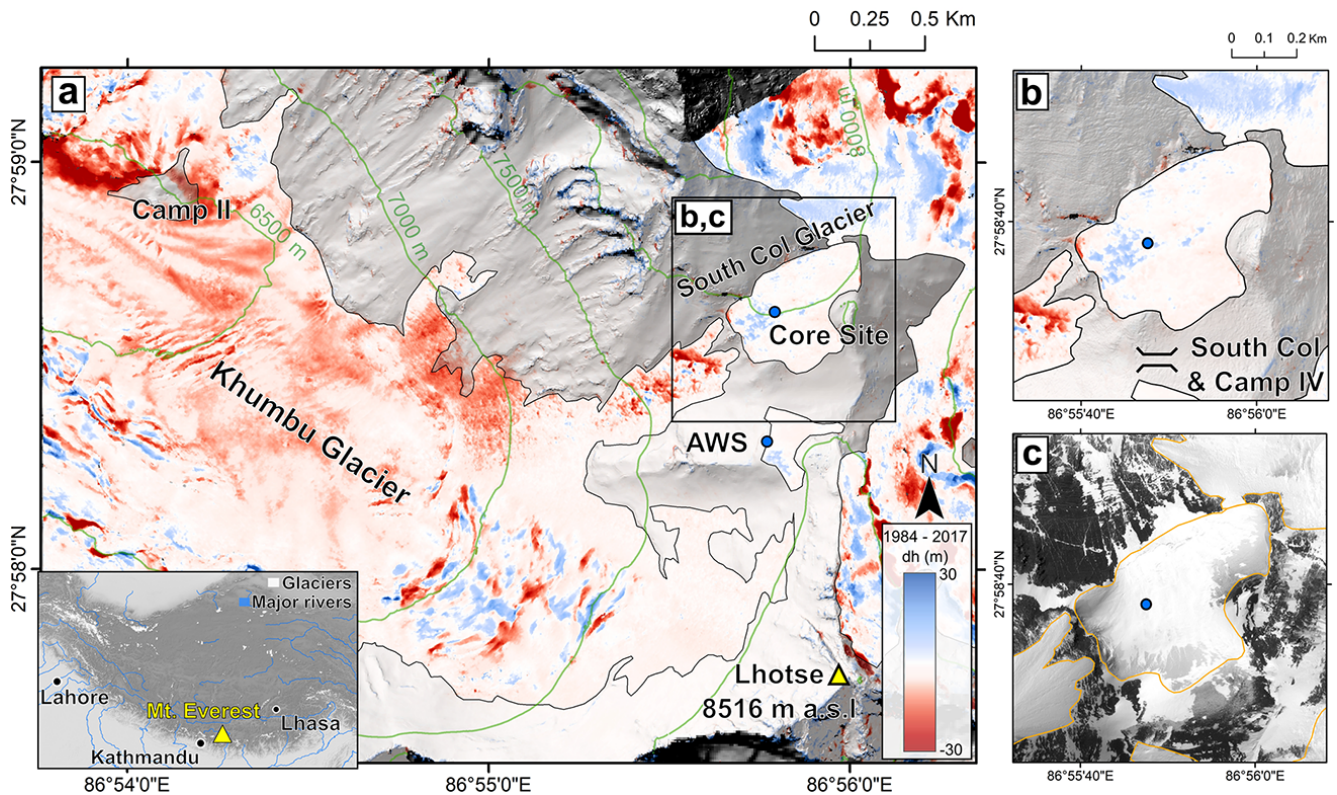 0 0.25 0.5 Km
a
27°59'0"N
Camp II
6500 m
7000 m
7500 m
8000 m
b,c
South Col Glacier
Core Site
Khumbu Glacier
AWS
N
1984 - 2017
dh (m)
30
-30
27°58'0"N
Glaciers
Major rivers
Lahore
Mt. Everest
Lhasa
Kathmandu
Lhotse
8516 m a.s.l
86°54'0"E
86°55'0"E
86°56'0"E
0 0.1 0.2 Km
b
27°58'40"N
South Col
& Camp IV
86°55'40"E
86°56'0"E
c
27°58'40"N
86°55'40"E
86°56'0"E